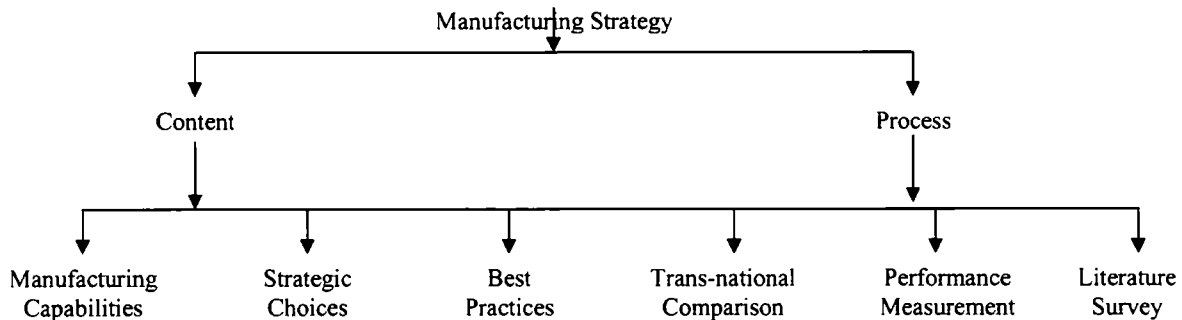 Manufacturing Strategy
Content
Process
Manufacturing
Capabilities
Strategic
Choices
Best
Practices
Trans-national
Comparison
Performance
Measurement
Literature
Survey